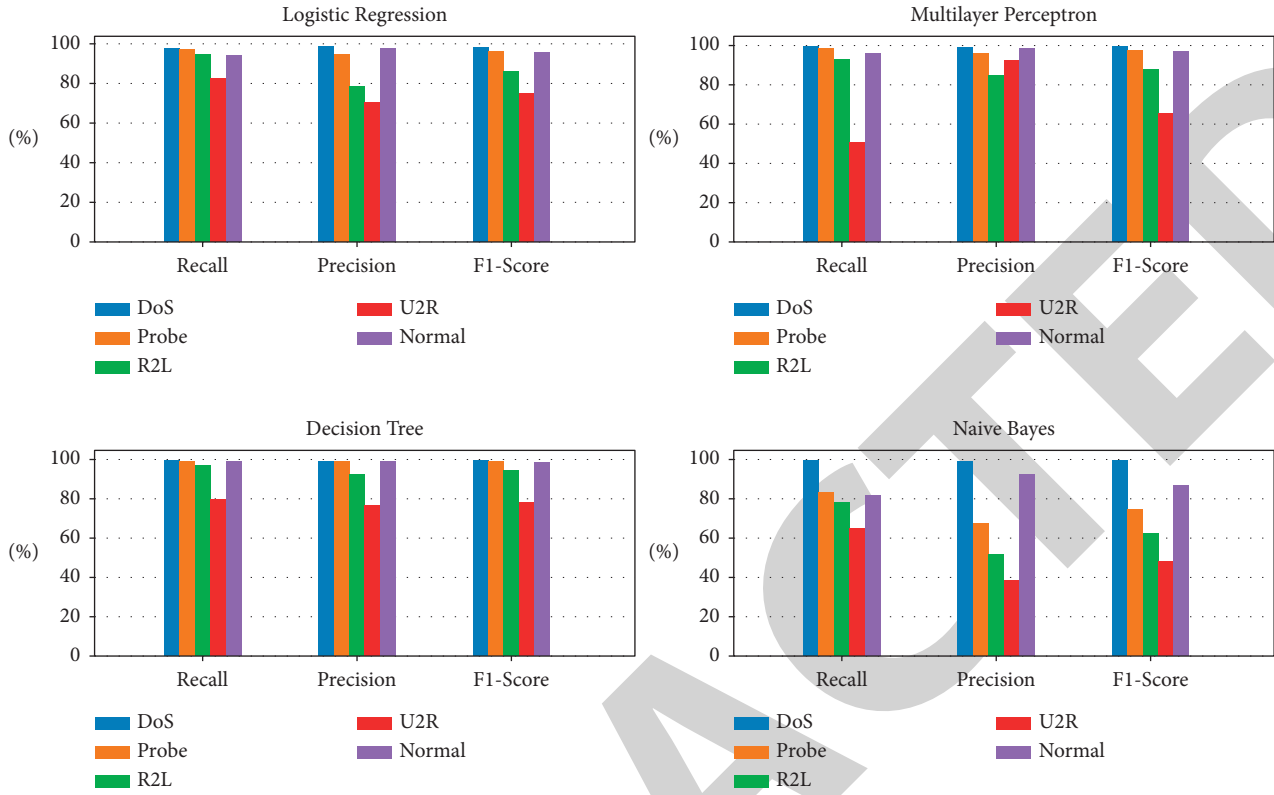 Logistic Regression
100
80
60
(%)
40
20
0
Recall Precision F1-Score
DoS
Probe
R2L
U2R
Normal
Multilayer Perceptron
100
80
60
(%)
40
20
0
Recall Precision F1-Score
DoS
Probe
R2L
U2R
Normal
Decision Tree
100
80
60
(%)
40
20
0
Recall Precision F1-Score
DoS
Probe
R2L
U2R
Normal
Naive Bayes
100
80
60
(%)
40
20
0
Recall Precision F1-Score
DoS
Probe
R2L
U2R
Normal
ACTE